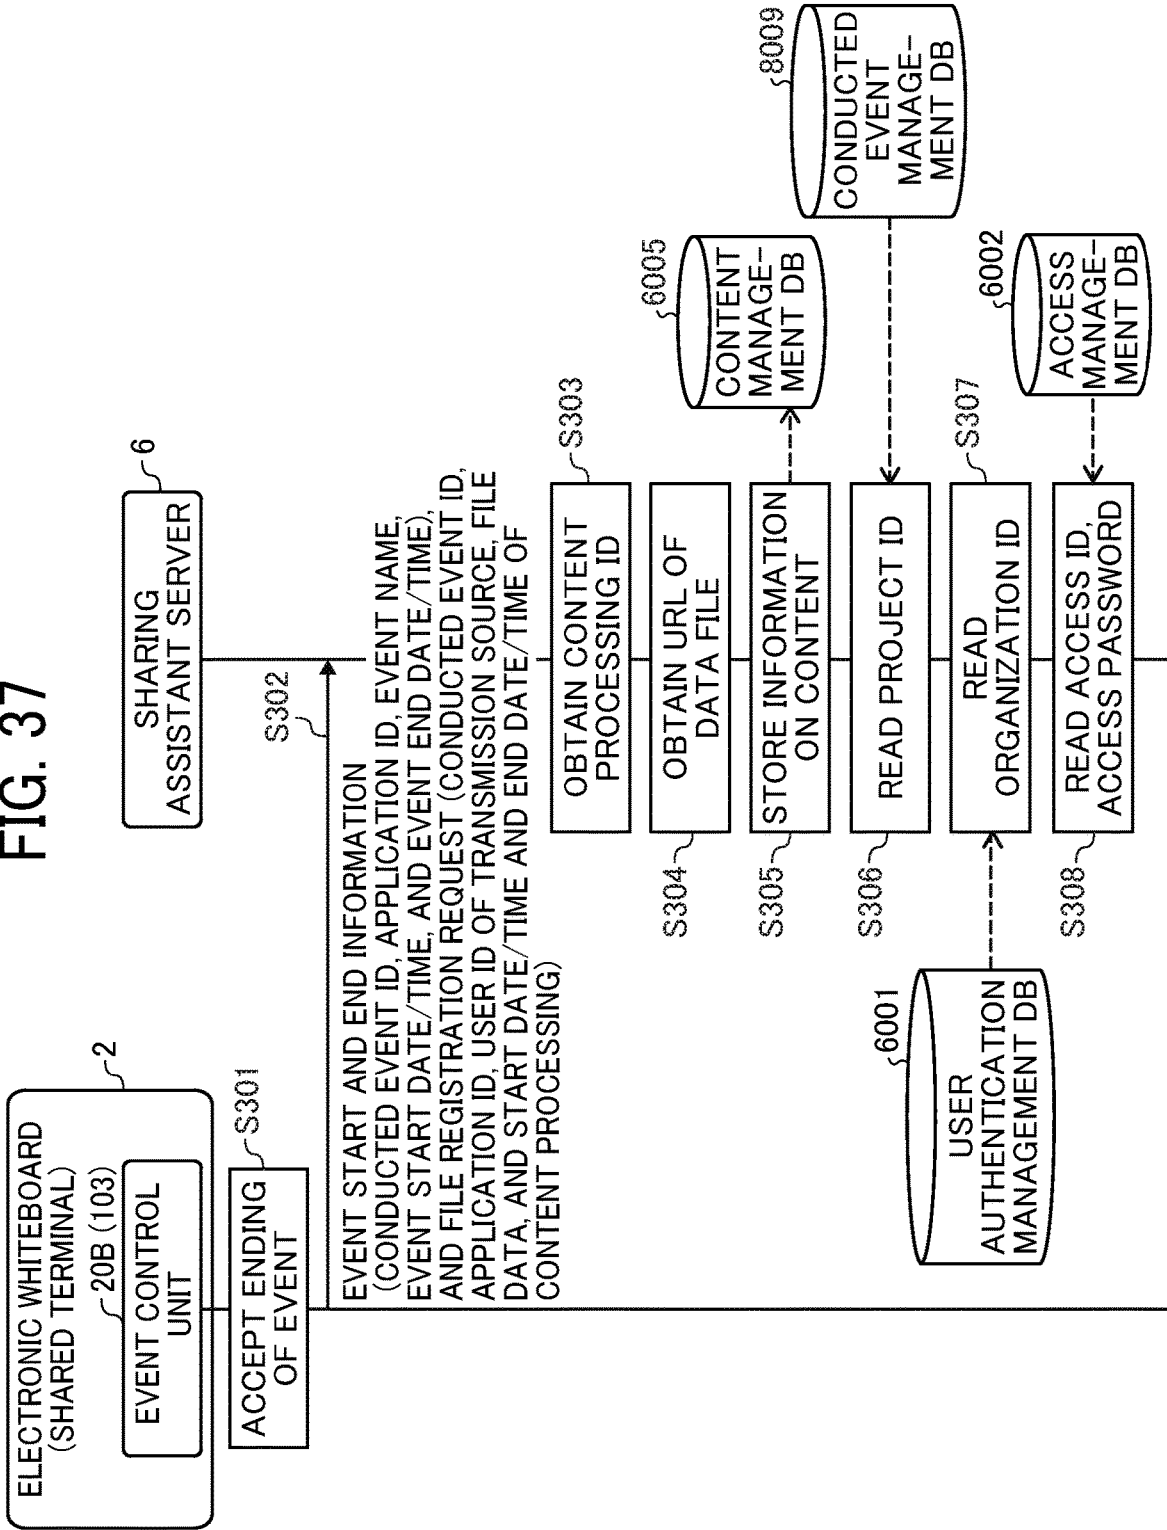 FIG. 37
ELECTRONIC WHITEBOARD
(SHARED TERMINAL)
2
20B (103)
EVENT CONTROL
UNIT
SHARING
ASSISTANT SERVER
6
ACCEPT ENDING
OF EVENT
S301
S302
EVENT START AND END INFORMATION
(CONDUCTED EVENT ID, APPLICATION ID, EVENT NAME,
EVENT START DATE/TIME, AND EVENT END DATE/TIME),
AND FILE REGISTRATION REQUEST (CONDUCTED EVENT ID,
APPLICATION ID, USER ID OF TRANSMISSION SOURCE, FILE
DATA, AND START DATE/TIME AND END DATE/TIME OF
CONTENT PROCESSING)
OBTAIN CONTENT
PROCESSING ID
S303
OBTAIN URL OF
DATA FILE
S304
STORE INFORMATION
ON CONTENT
S305
6005
CONTENT
MANAGE-
MENT DB
READ PROJECT ID
S306
8009
CONDUCTED
EVENT
MANAGE-
MENT DB
6001
USER
AUTHENTICATION
MANAGEMENT DB
READ
ORGANIZATION ID
S307
READ ACCESS ID,
ACCESS PASSWORD
S308
6002
ACCESS
MANAGE-
MENT DB